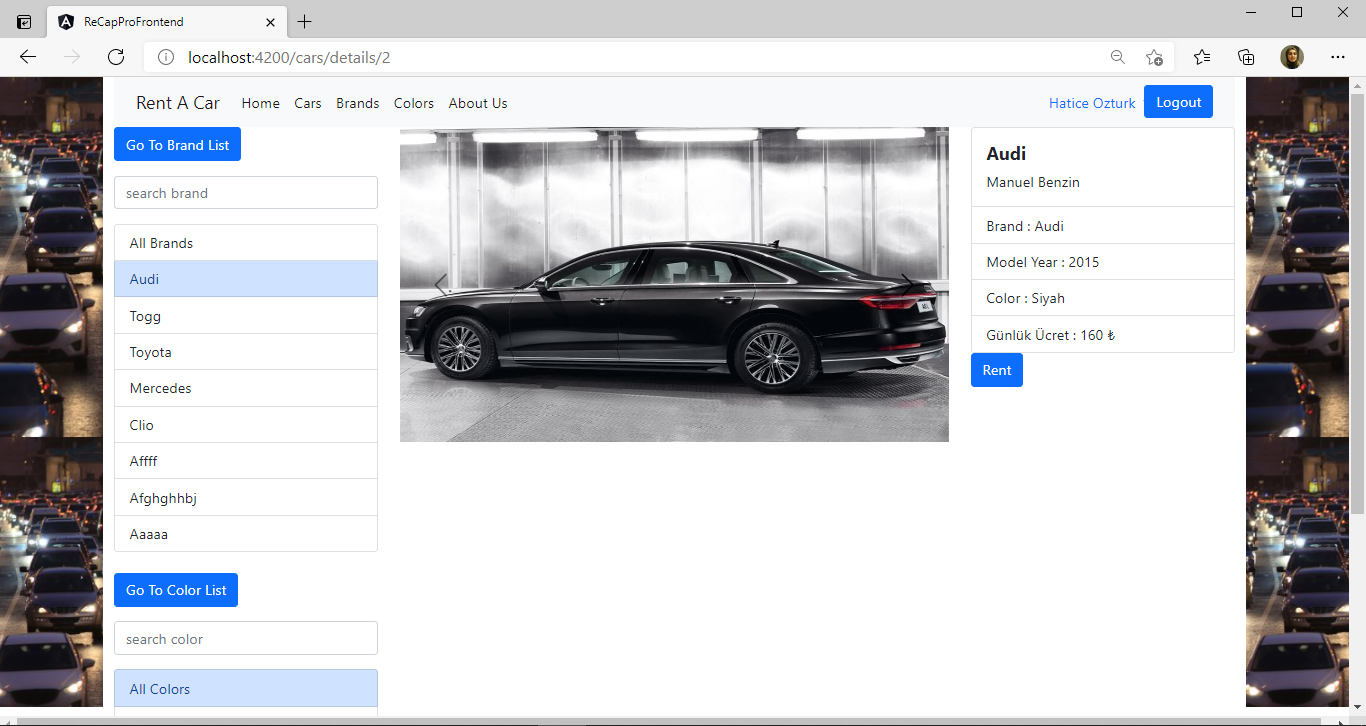 ReCapProFrontend
localhost:4200/cars/details/2
Rent A Car Home Cars Brands Colors About Us Hatice Ozturk Logout
Go To Brand List
search brand
All Brands
Audi
Togg
Toyota
Mercedes
Clio
Affff
Afghghhbj
Aaaaa
Go To Color List
search color
All Colors
Audi
Manuel Benzin
Brand : Audi
Model Year : 2015
Color : Siyah
Günlük Ücret : 160 ₺
Rent